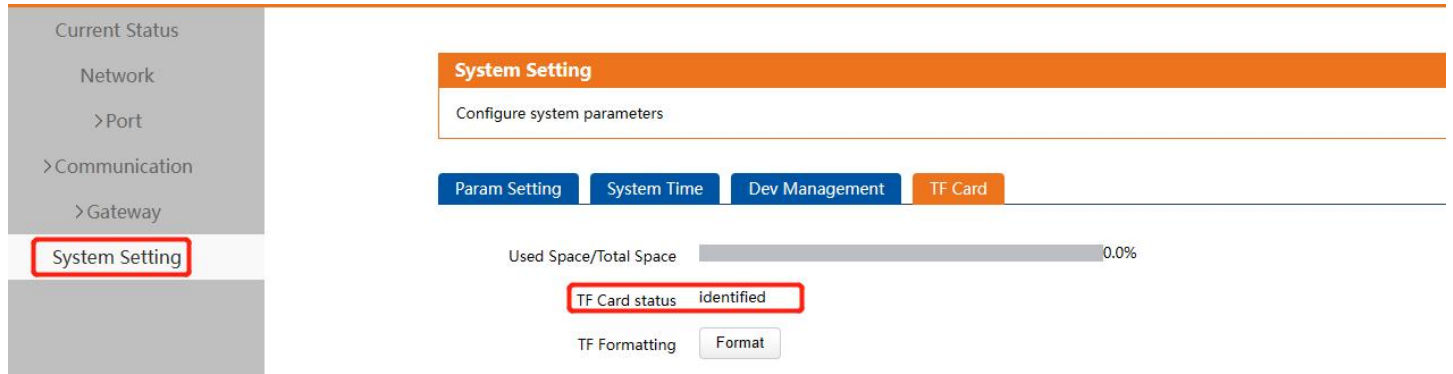 Current Status
Network
>Port
>Communication
>Gateway
System Setting
System Setting
Configure system parameters
Param Setting System Time Dev Management TF Card
Used Space/Total Space 0.0%
TF Card status identified
TF Formatting Format